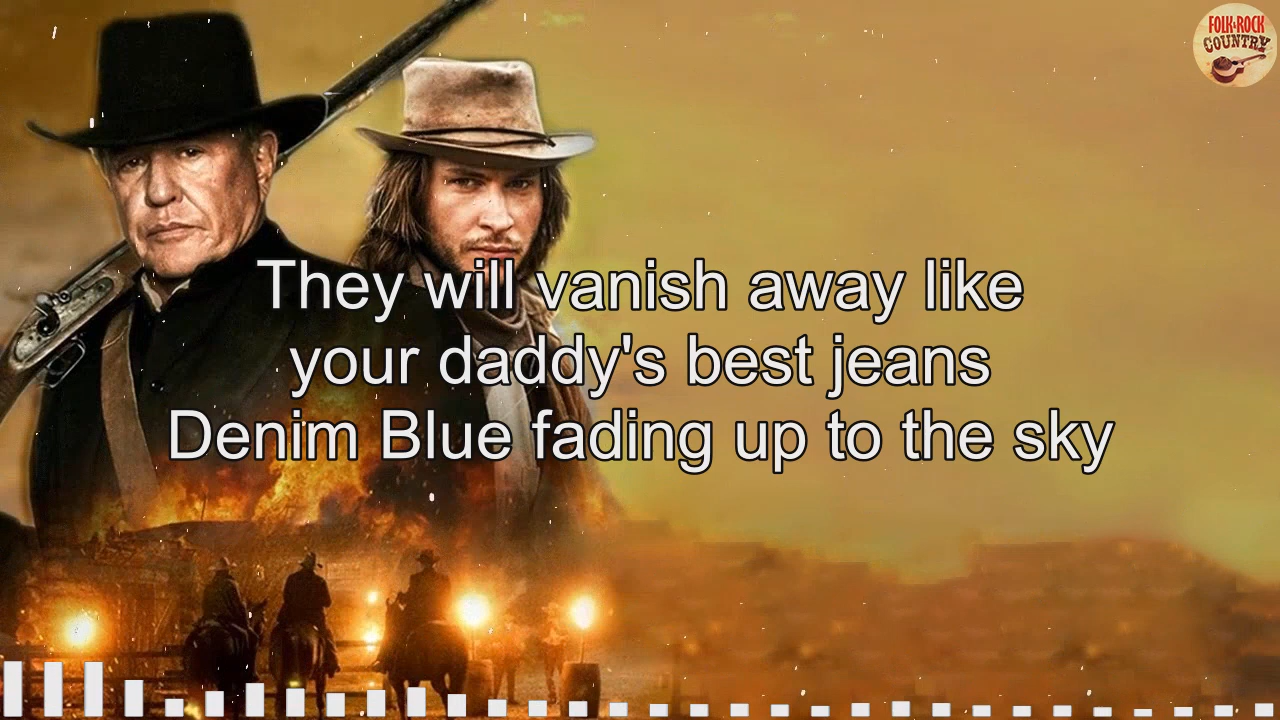 FOLK & ROCK
COUNTRY
They will vanish away like
your daddy's best jeans
Denim Blue fading up to the sky